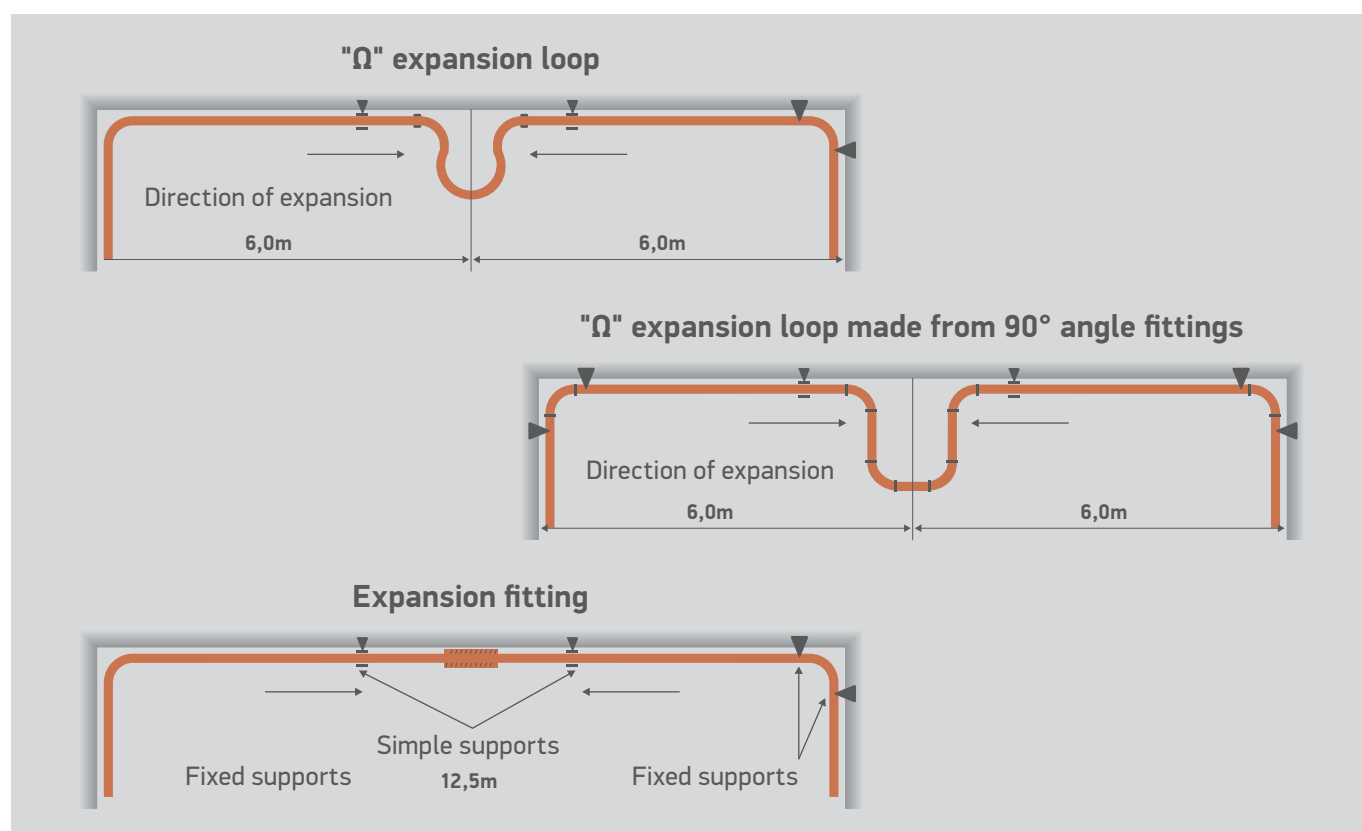 "Ω" expansion loop
Direction of expansion
6,0m 6,0m
"Ω" expansion loop made from 90° angle fittings
Direction of expansion
6,0m 6,0m
Expansion fitting
Simple supports
Fixed supports 12,5m Fixed supports